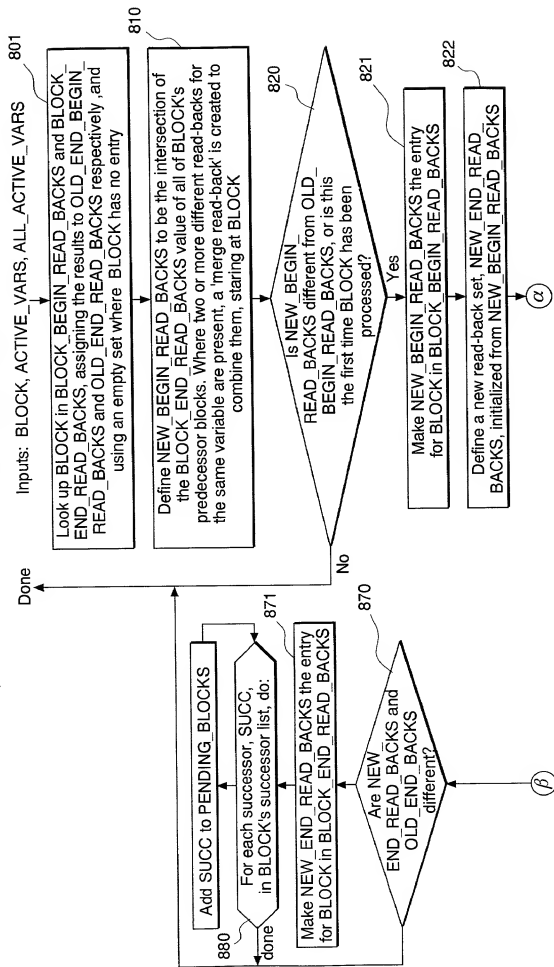 Inputs: BLOCK, ACTIVE_VARS, ALL_ACTIVE_VARS
801
Look up BLOCK in BLOCK_BEGIN_READ_BACKS and BLOCK_
END_READ_BACKS, assigning the results to OLD_END_BEGIN_
READ_BACKS and OLD_END_READ_BACKS respectively ,and
using an empty set where BLOCK has no entry
810
Define NEW_BEGIN_READ_BACKS to be the intersection of
the BLOCK_END_READ_BACKS value of all of BLOCK's
predecessor blocks. Where two or more different read-backs for
the same variable are present, a 'merge read-back' is created to
combine them, staring at BLOCK
820
Is NEW_BEGIN_
READ_BACKS different from OLD_
BEGIN_READ_BACKS, or is this
the first time BLOCK has been
processed?
Yes
No
Done
821
Make NEW_BEGIN_READ_BACKS the entry
for BLOCK in BLOCK_BEGIN_READ_BACKS
822
Define a new read-back set, NEW_END_READ_
BACKS, initialized from NEW_BEGIN_READ_BACKS
α
Add SUCC to PENDING_BLOCKS
For each successor, SUCC,
in BLOCK's successor list, do:
880
done
871
Make NEW_END_READ_BACKS the entry
for BLOCK in BLOCK_END_READ_BACKS
870
Are NEW_
END_READ_BACKS and
OLD_END_BACKS
different?
β